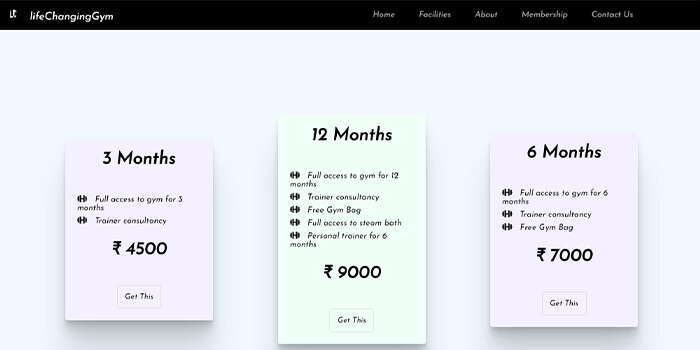 lifeChangingGym
Home Facilities About Membership Contact Us
3 Months
Full access to gym for 3
months
Trainer consultancy
₹ 4500
Get This
12 Months
Full access to gym for 12
months
Trainer consultancy
Free Gym Bag
Full access to steam bath
Personal trainer for 6
months
₹ 9000
Get This
6 Months
Full access to gym for 6
months
Trainer consultancy
Free Gym Bag
₹ 7000
Get This